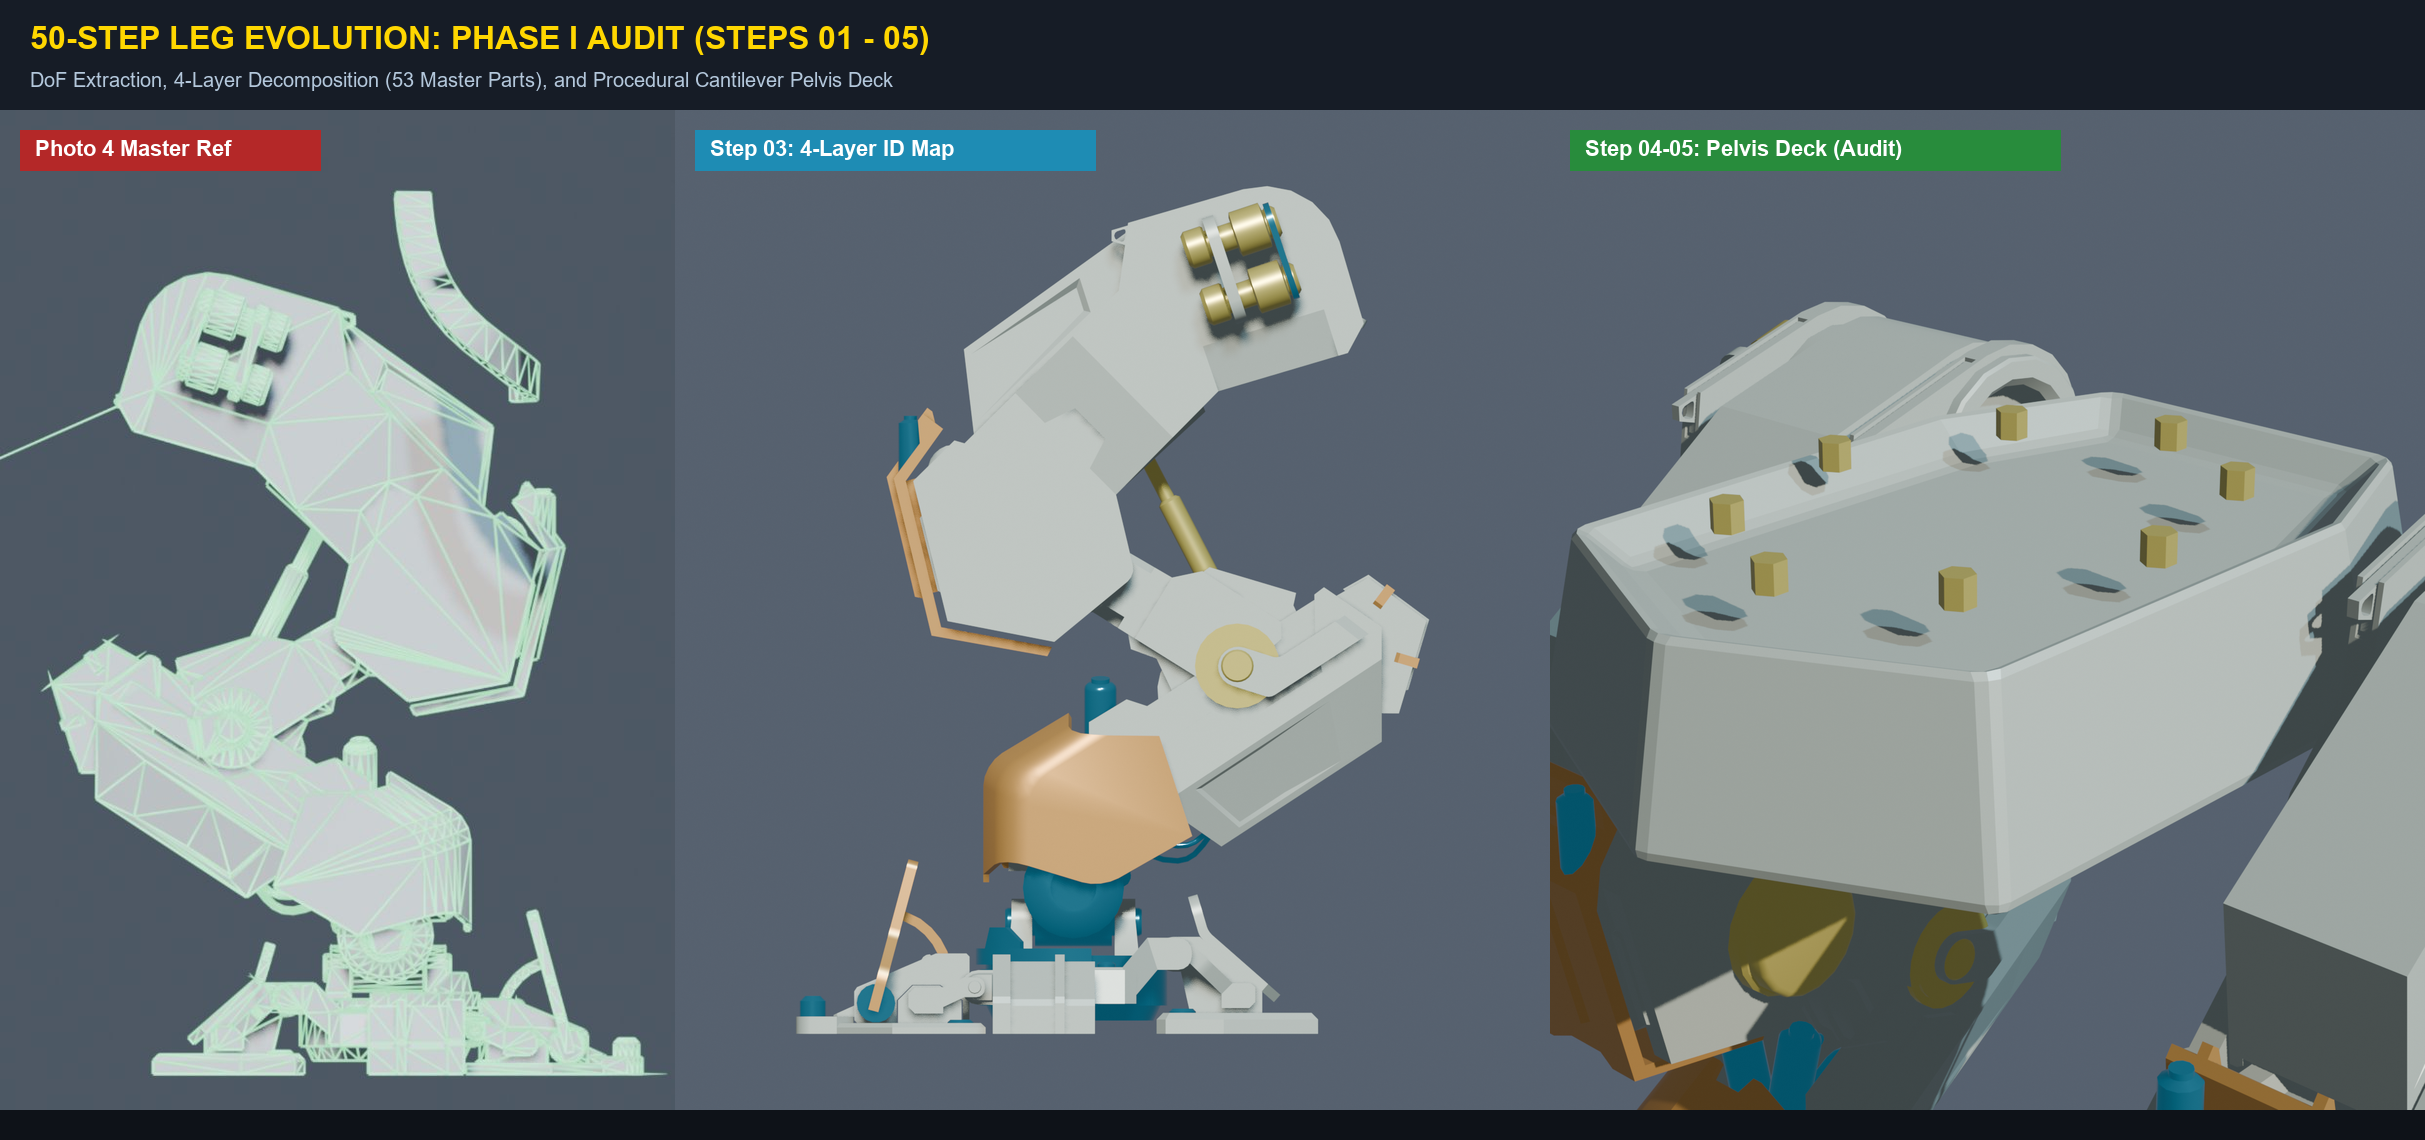 50-STEP LEG EVOLUTION: PHASE I AUDIT (STEPS 01 - 05)
DoF Extraction, 4-Layer Decomposition (53 Master Parts), and Procedural Cantilever Pelvis Deck
Photo 4 Master Ref
Step 03: 4-Layer ID Map
Step 04-05: Pelvis Deck (Audit)